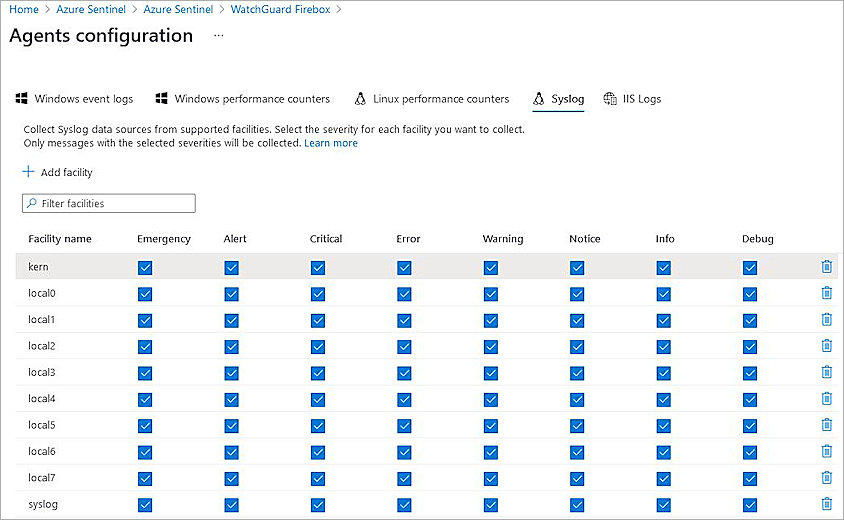 Home > Azure Sentinel > Azure Sentinel > WatchGuard Firebox >
Agents configuration ...
Windows event logs Windows performance counters Linux performance counters Syslog IIS Logs
Collect Syslog data sources from supported facilities. Select the severity for each facility you want to collect.
Only messages with the selected severities will be collected. Learn more
+ Add facility
Filter facilities
Facility name Emergency Alert Critical Error Warning Notice Info Debug
kern
local0
local1
local2
local3
local4
local5
local6
local7
syslog